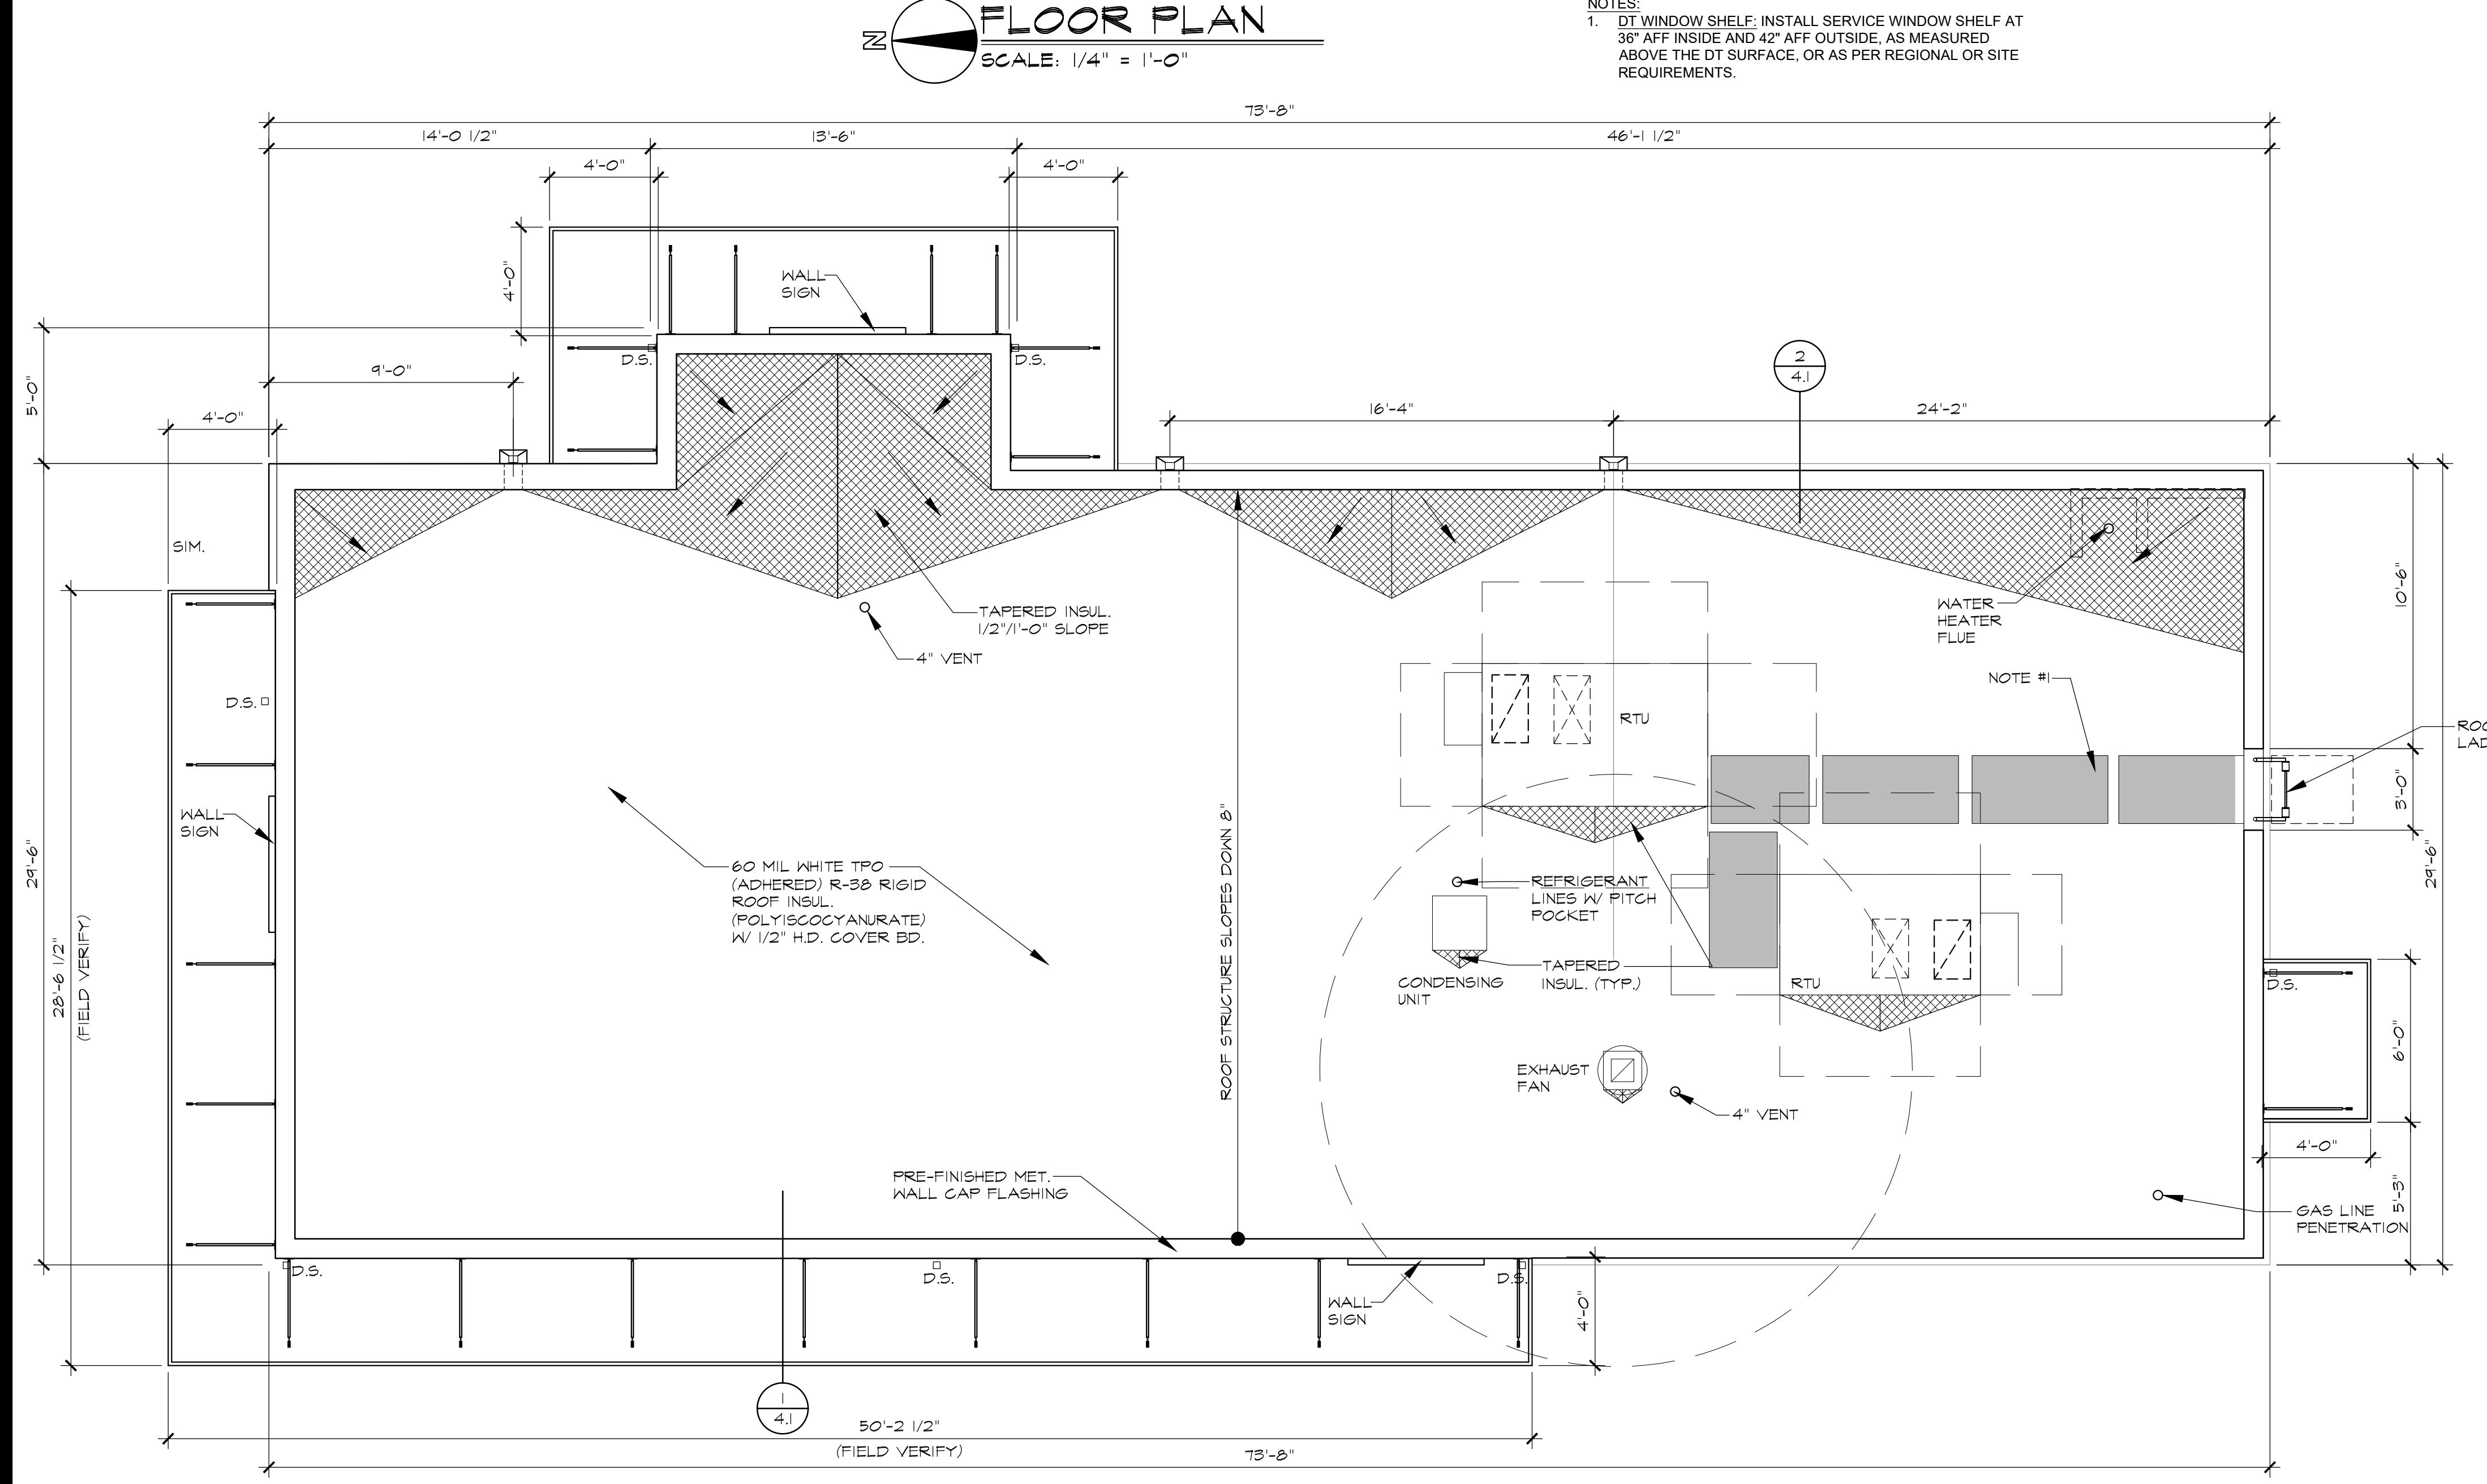 FLOOR PLAN
N
SCALE: 1/4" = 1'-0"
NOTES:
1. DT WINDOW SHELF: INSTALL SERVICE WINDOW SHELF AT
36" AFF INSIDE AND 42" AFF OUTSIDE, AS MEASURED
ABOVE THE DT SURFACE, OR AS PER REGIONAL OR SITE
REQUIREMENTS.
73'-8"
14'-0 1/2"
13'-6"
46'-1 1/2"
4'-0"
4'-0"
4'-0"
WALL
SIGN
D.S.
D.S.
2
4.1
5'-0"
9'-0"
4'-0"
16'-4"
24'-2"
SIM.
TAPERED INSUL.
1/2"/1'-0" SLOPE
4" VENT
WATER
HEATER
FLUE
10'-6"
NOTE #1
D.S.
RTU
ROO
LAD
3'-0"
WALL
SIGN
29'-6"
28'-6 1/2"
(FIELD VERIFY)
60 MIL WHITE TPO
(ADHERED) R-38 RIGID
ROOF INSUL.
(POLYISCOCYANURATE)
W/ 1/2" H.D. COVER BD.
ROOF STRUCTURE SLOPES DOWN 8"
REFRIGERANT
LINES W/ PITCH
POCKET
29'-6"
TAPERED
INSUL. (TYP.)
CONDENSING
UNIT
RTU
D.S.
6'-0"
EXHAUST
FAN
4" VENT
4'-0"
PRE-FINISHED MET.
WALL CAP FLASHING
5'-3"
GAS LINE
PENETRATION
D.S.
D.S.
D.S.
WALL
SIGN
4'-0"
1
4.1
50'-2 1/2"
(FIELD VERIFY)
73'-8"